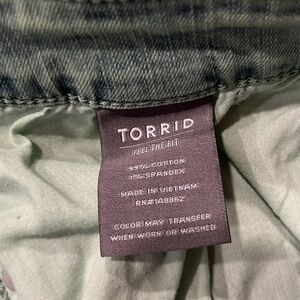 TORRID
FEEL THE FIT
99% COTTON
1% SPANDEX
MADE IN VIETNAM
RN#148862
COLOR MAY TRANSFER
WHEN WORN OR WASHED